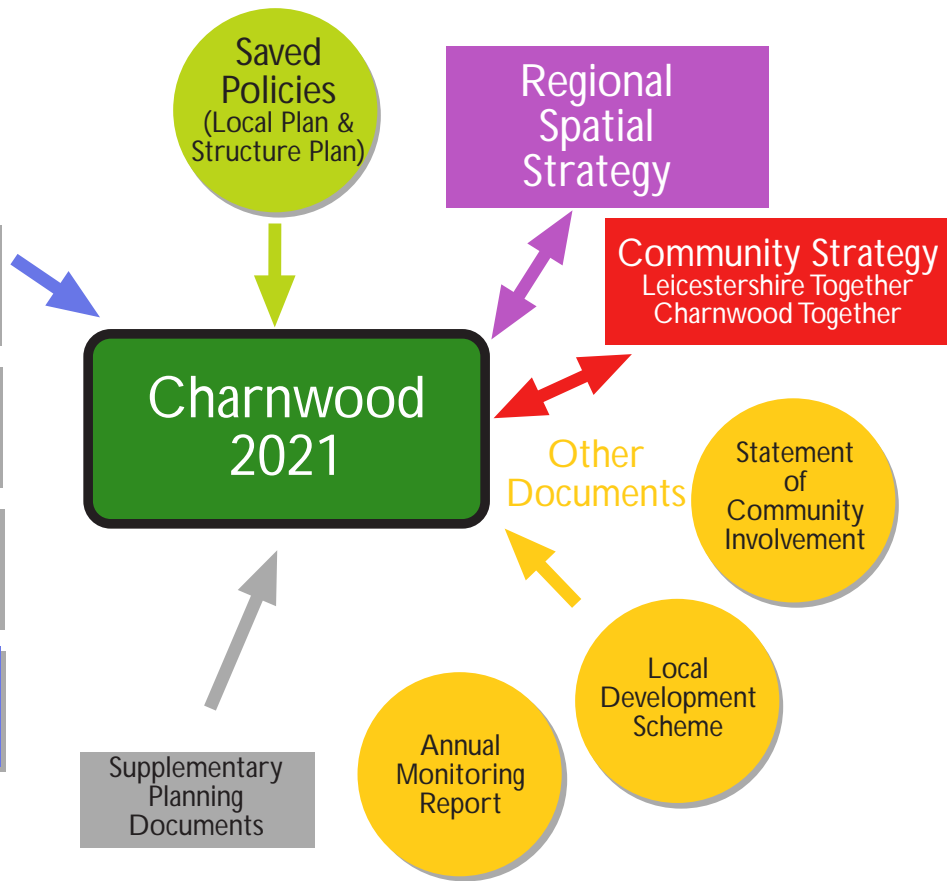 Saved
Policies
(Local Plan &
Structure Plan)
Regional
Spatial
Strategy
Community Strategy
Leicestershire Together
Charnwood Together
Charnwood
2021
Other
Documents
Statement
of
Community
Involvement
Local
Development
Scheme
Annual
Monitoring
Report
Supplementary
Planning
Documents